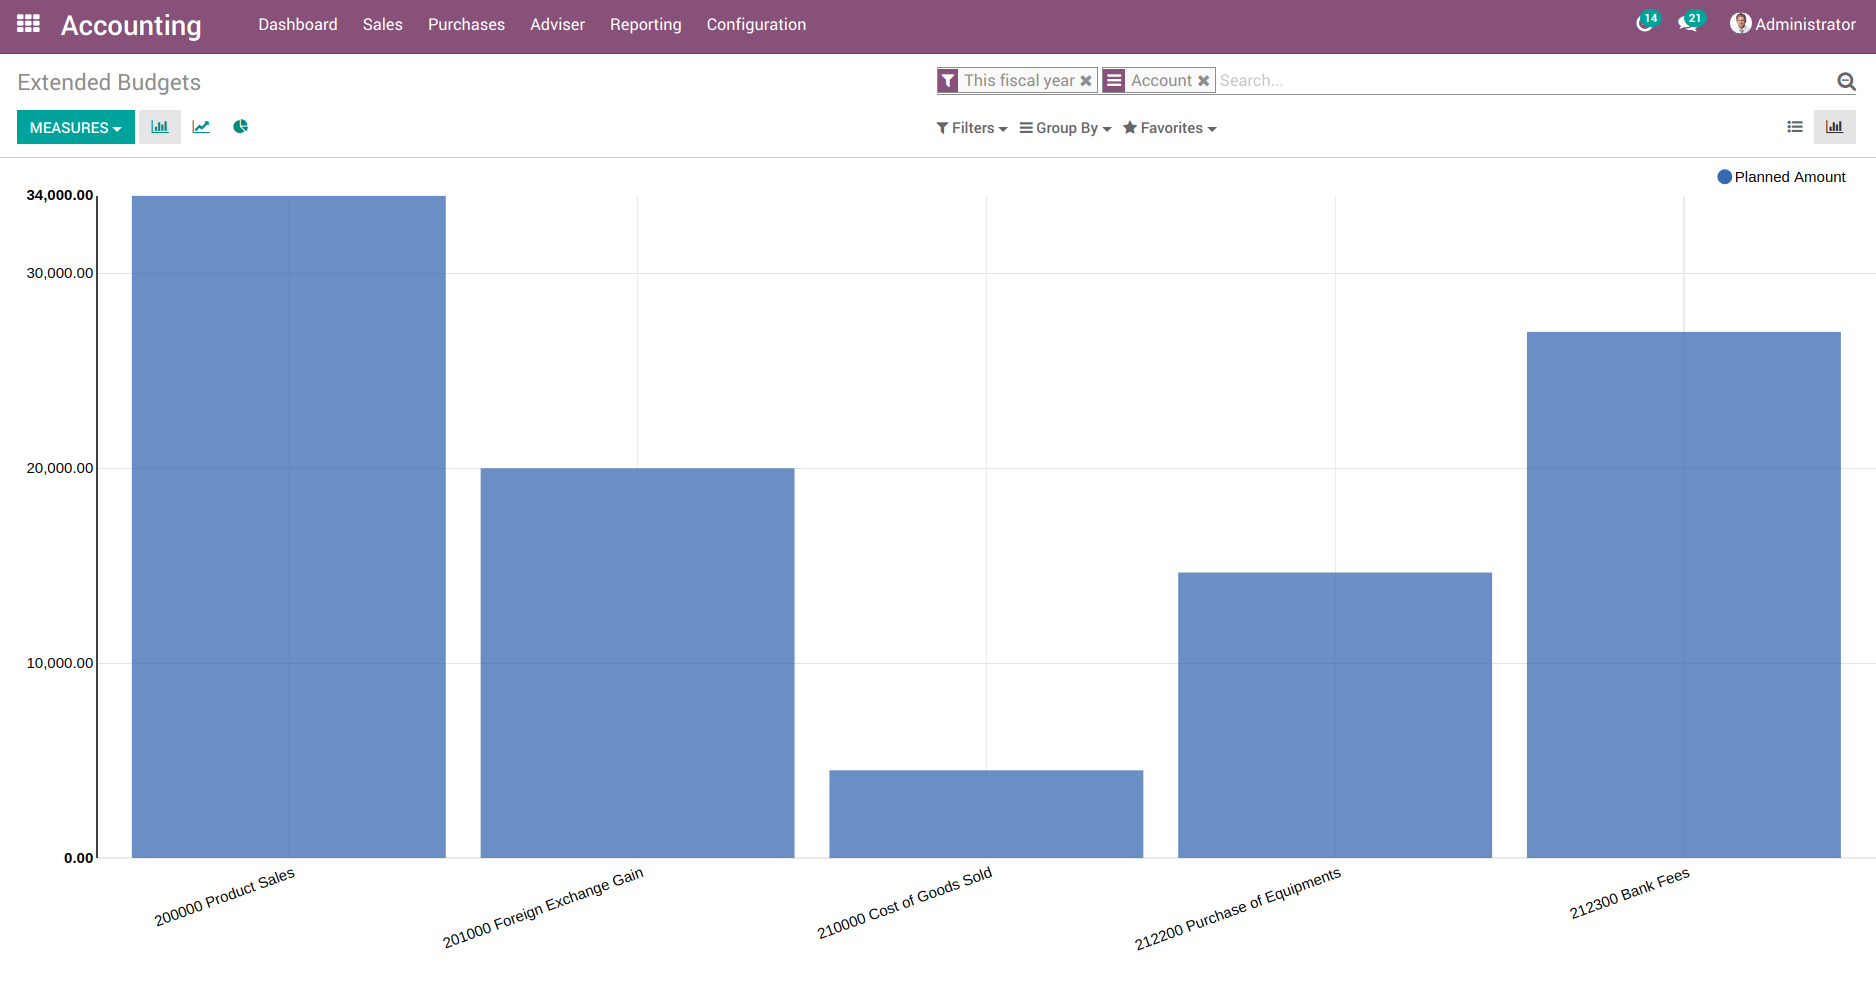 Accounting Dashboard Sales Purchases Adviser Reporting Configuration 14 21 Administrator
Extended Budgets This fiscal year Account Search...
MEASURES Filters Group By Favorites
Planned Amount
34,000.00
30,000.00
20,000.00
10,000.00
0.00
200000 Product Sales
201000 Foreign Exchange Gain
210000 Cost of Goods Sold
212200 Purchase of Equipments
212300 Bank Fees